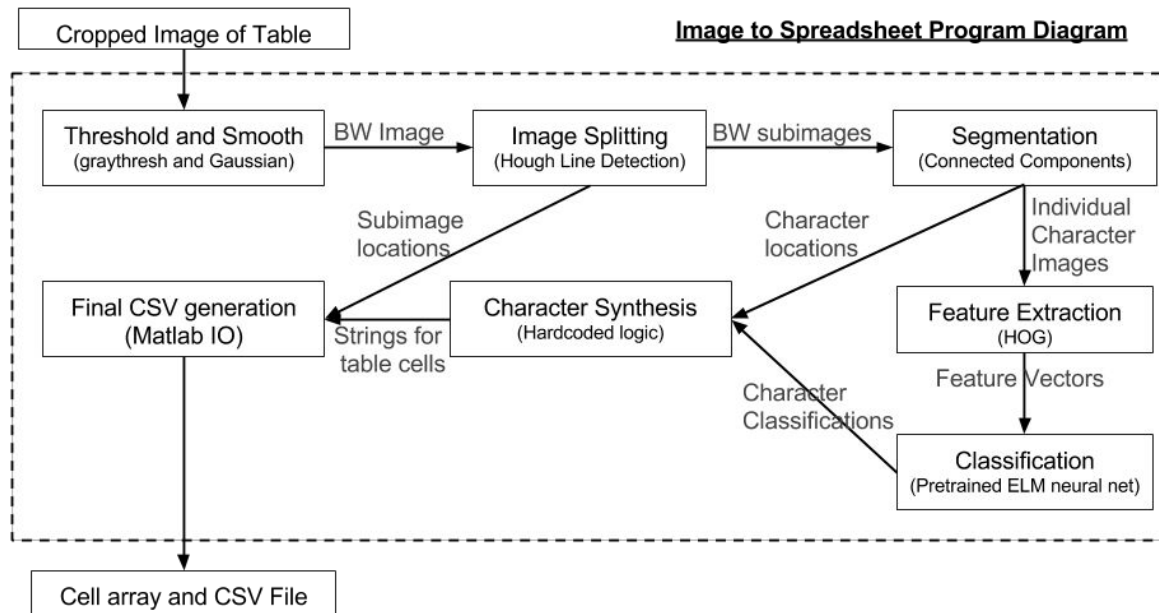 Cropped Image of Table
Image to Spreadsheet Program Diagram
Threshold and Smooth
(graythresh and Gaussian)
BW Image
Image Splitting
(Hough Line Detection)
BW subimages
Segmentation
(Connected Components)
Subimage
locations
Character
locations
Individual
Character
Images
Final CSV generation
(Matlab IO)
Strings for
table cells
Character Synthesis
(Hardcoded logic)
Feature Extraction
(HOG)
Feature Vectors
Character
Classifications
Classification
(Pretrained ELM neural net)
Cell array and CSV File